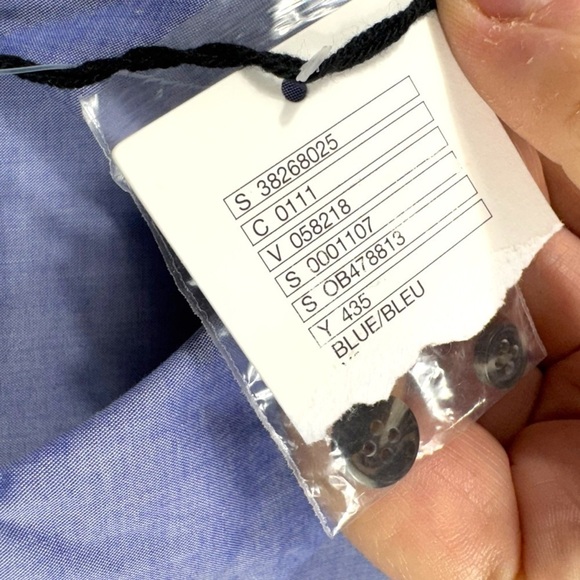 S 38268025
C 0111
V 058218
S 0001107
S OB478813
Y 435
BLUE/BLEU